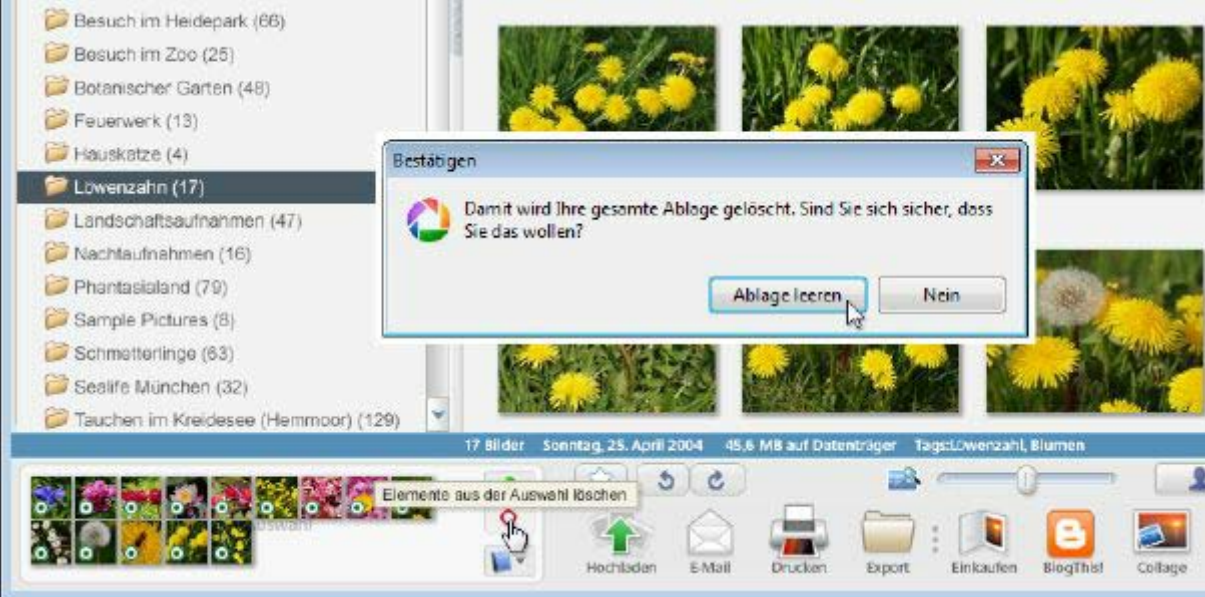 Besuch im Heidepark (66)
Besuch im Zoo (25)
Botanischer Garten (48)
Feuerwerk (13)
Hauskatze (4)
Löwenzahn (17)
Landschaftsaufnahmen (47)
Nachtaufnahmen (16)
Phantasialand (79)
Sample Pictures (8)
Schmetterlinge (63)
Sealife München (32)
Tauchen im Kreidesee (Hemmoor) (129)
Bestätigen
Damit wird Ihre gesamte Ablage gelöscht. Sind Sie sich sicher, dass
Sie das wollen?
Ablage leeren
Nein
17 Bilder Sonntag, 25. April 2004 45,6 MB auf Datenträger Tags:Löwenzahl, Blumen
Elemente aus der Auswahl löschen
Auswahl
Hochladen
E-Mail
Drucken
Export
Einkaufen
BlogThis!
Collage